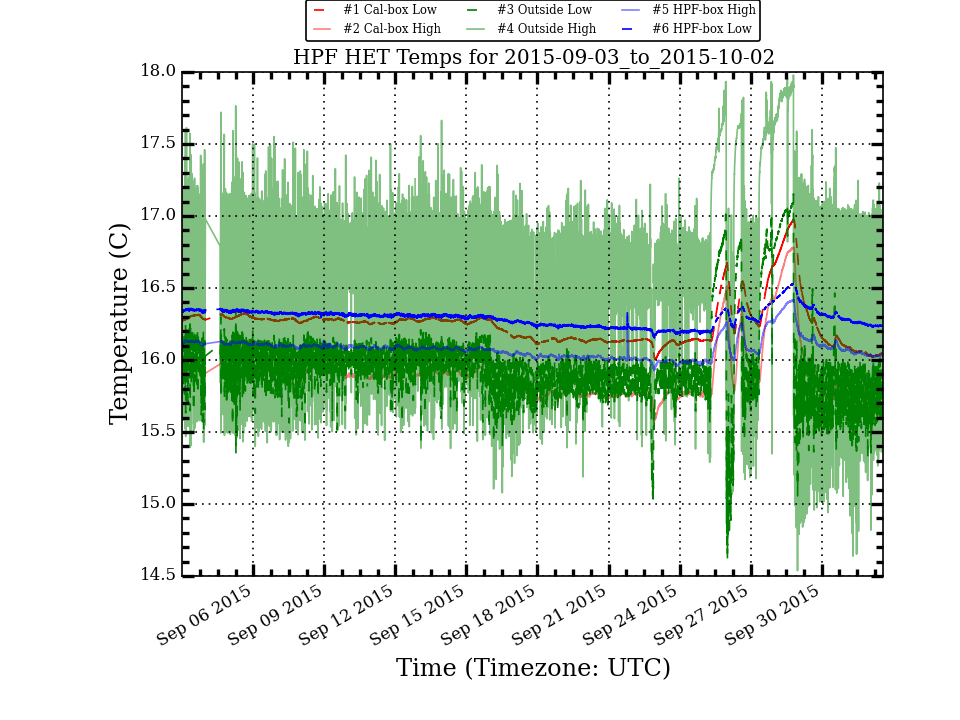 #1 Cal-box Low #3 Outside Low #5 HPF-box High
#2 Cal-box High #4 Outside High #6 HPF-box Low
HPF HET Temps for 2015-09-03_to_2015-10-02
18.0
17.5
17.0
16.5
16.0
15.5
15.0
14.5
Temperature (C)
Sep 06 2015 Sep 09 2015 Sep 12 2015 Sep 15 2015 Sep 18 2015 Sep 21 2015 Sep 24 2015 Sep 27 2015 Sep 30 2015
Time (Timezone: UTC)